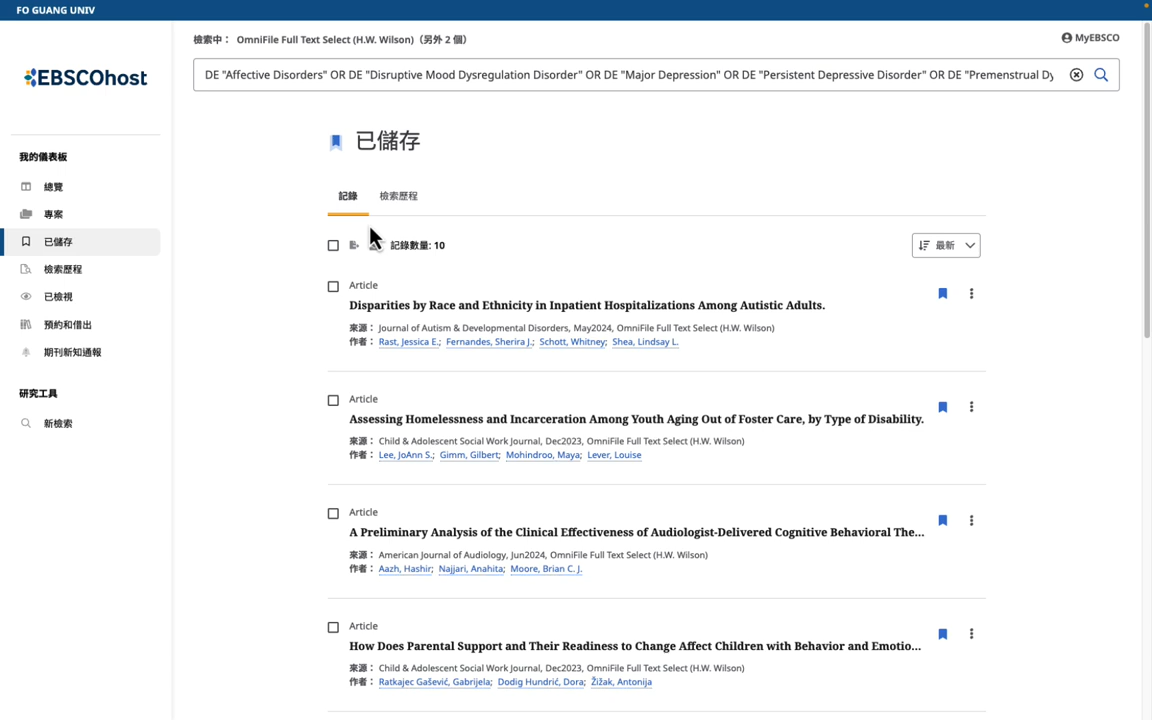 FO GUANG UNIV
檢索中： OmniFile Full Text Select (H.W. Wilson)（另外 2 個）
MyEBSCO
EBSCOhost
DE "Affective Disorders" OR DE "Disruptive Mood Dysregulation Disorder" OR DE "Major Depression" OR DE "Persistent Depressive Disorder" OR DE "Premenstrual Dy
我的儀表板
總覽
專案
已儲存
檢索歷程
已檢視
預約和借出
期刊新知通報
研究工具
新檢索
已儲存
記錄 檢索歷程
記錄數量: 10
最新
Article
Disparities by Race and Ethnicity in Inpatient Hospitalizations Among Autistic Adults.
來源： Journal of Autism & Developmental Disorders, May2024, OmniFile Full Text Select (H.W. Wilson)
作者： Rast, Jessica E.; Fernandes, Sherira J.; Schott, Whitney; Shea, Lindsay L.
Article
Assessing Homelessness and Incarceration Among Youth Aging Out of Foster Care, by Type of Disability.
來源： Child & Adolescent Social Work Journal, Dec2023, OmniFile Full Text Select (H.W. Wilson)
作者： Lee, JoAnn S.; Gimm, Gilbert; Mohindroo, Maya; Lever, Louise
Article
A Preliminary Analysis of the Clinical Effectiveness of Audiologist-Delivered Cognitive Behavioral The...
來源： American Journal of Audiology, Jun2024, OmniFile Full Text Select (H.W. Wilson)
作者： Aazh, Hashir; Najjari, Anahita; Moore, Brian C. J.
Article
How Does Parental Support and Their Readiness to Change Affect Children with Behavior and Emotio...
來源： Child & Adolescent Social Work Journal, Dec2023, OmniFile Full Text Select (H.W. Wilson)
作者： Ratkajec Gašević, Gabrijela; Dodig Hundrić, Dora; Žižak, Antonija